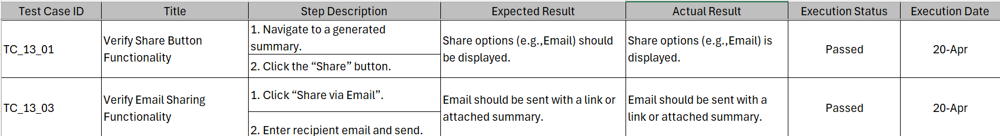 Test Case ID
Title
Step Description
Expected Result
Actual Result
Execution Status
Execution Date
TC_13_01
Verify Share Button
Functionality
1. Navigate to a generated
summary.
2. Click the “Share” button.
Share options (e.g.,Email) should
be displayed.
Share options (e.g.,Email) is
displayed.
Passed
20-Apr
TC_13_03
Verify Email Sharing
Functionality
1. Click “Share via Email”.
2. Enter recipient email and send.
Email should be sent with a link or
attached summary.
Email should be sent with a
link or attached summary.
Passed
20-Apr